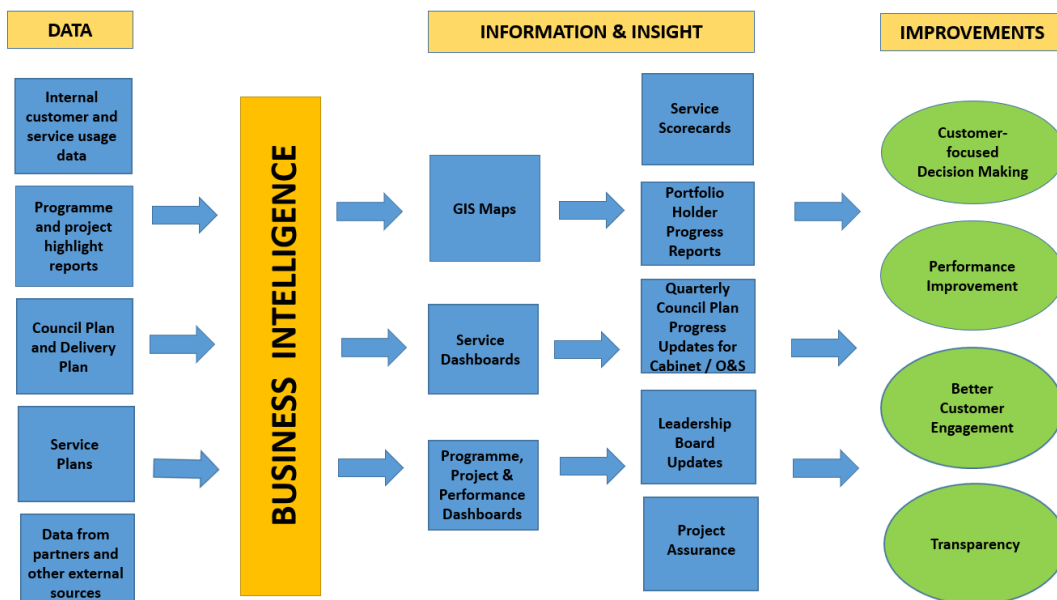 DATA
INFORMATION & INSIGHT
IMPROVEMENTS
Internal
customer and
service usage
data
Programme
and project
highlight
reports
Council Plan
and Delivery
Plan
Service
Plans
Data from
partners and
other external
sources
BUSINESS INTELLIGENCE
GIS Maps
Service
Dashboards
Programme,
Project &
Performance
Dashboards
Service
Scorecards
Portfolio
Holder
Progress
Reports
Quarterly
Council Plan
Progress
Updates for
Cabinet / O&S
Leadership
Board
Updates
Project
Assurance
Customer-
focused
Decision Making
Performance
Improvement
Better
Customer
Engagement
Transparency